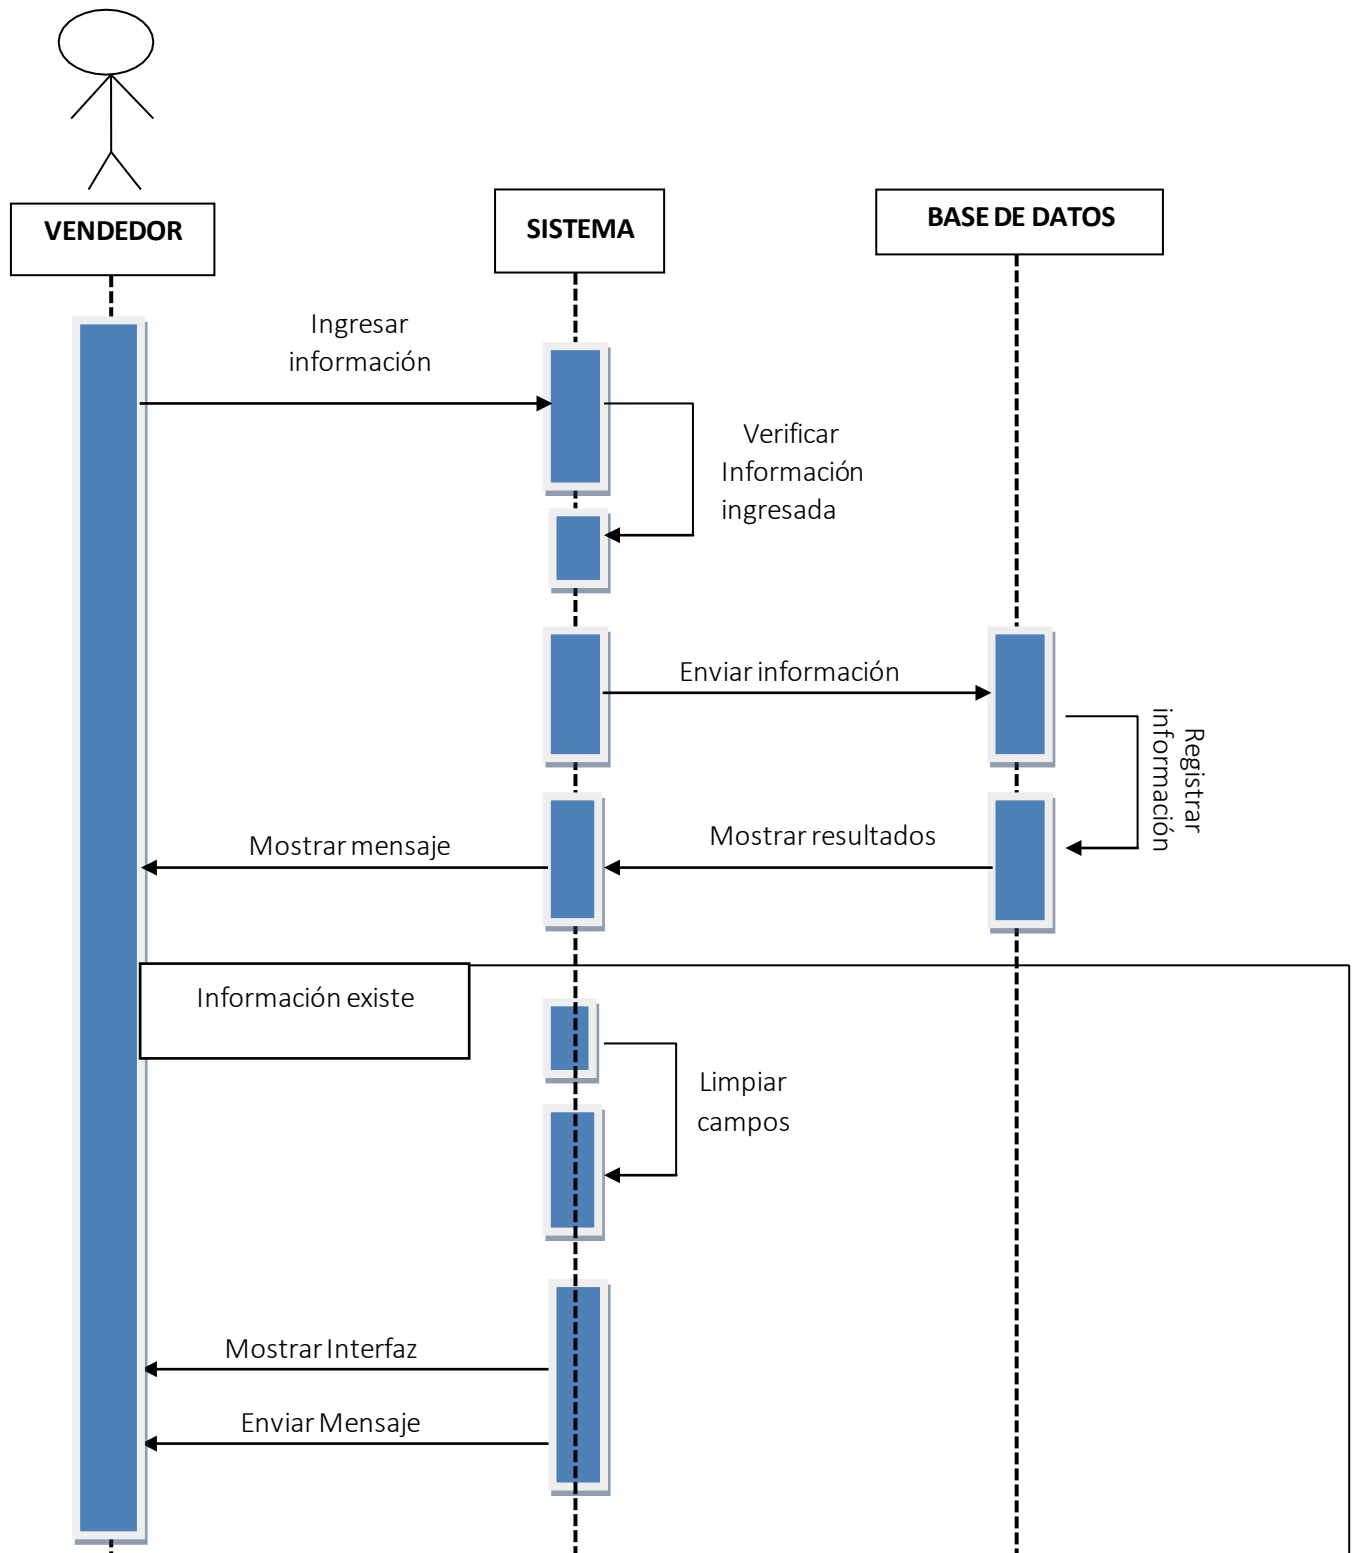 VENDEDOR
SISTEMA
BASE DE DATOS
Ingresar
información
Verificar
Información
ingresada
Enviar información
Registrar
información
Mostrar resultados
Mostrar mensaje
Información existe
Limpiar
campos
Mostrar Interfaz
Enviar Mensaje